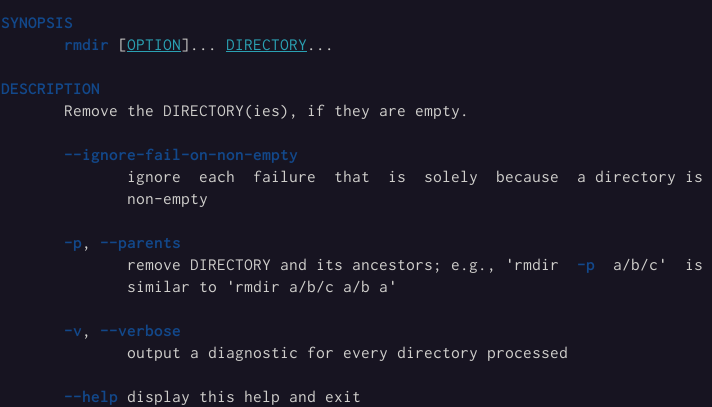 SYNOPSIS
rmdir [OPTION]... DIRECTORY...
DESCRIPTION
Remove the DIRECTORY(ies), if they are empty.
--ignore-fail-on-non-empty
ignore each failure that is solely because a directory is
non-empty
-p, --parents
remove DIRECTORY and its ancestors; e.g., 'rmdir -p a/b/c' is
similar to 'rmdir a/b/c a/b a'
-v, --verbose
output a diagnostic for every directory processed
--help display this help and exit